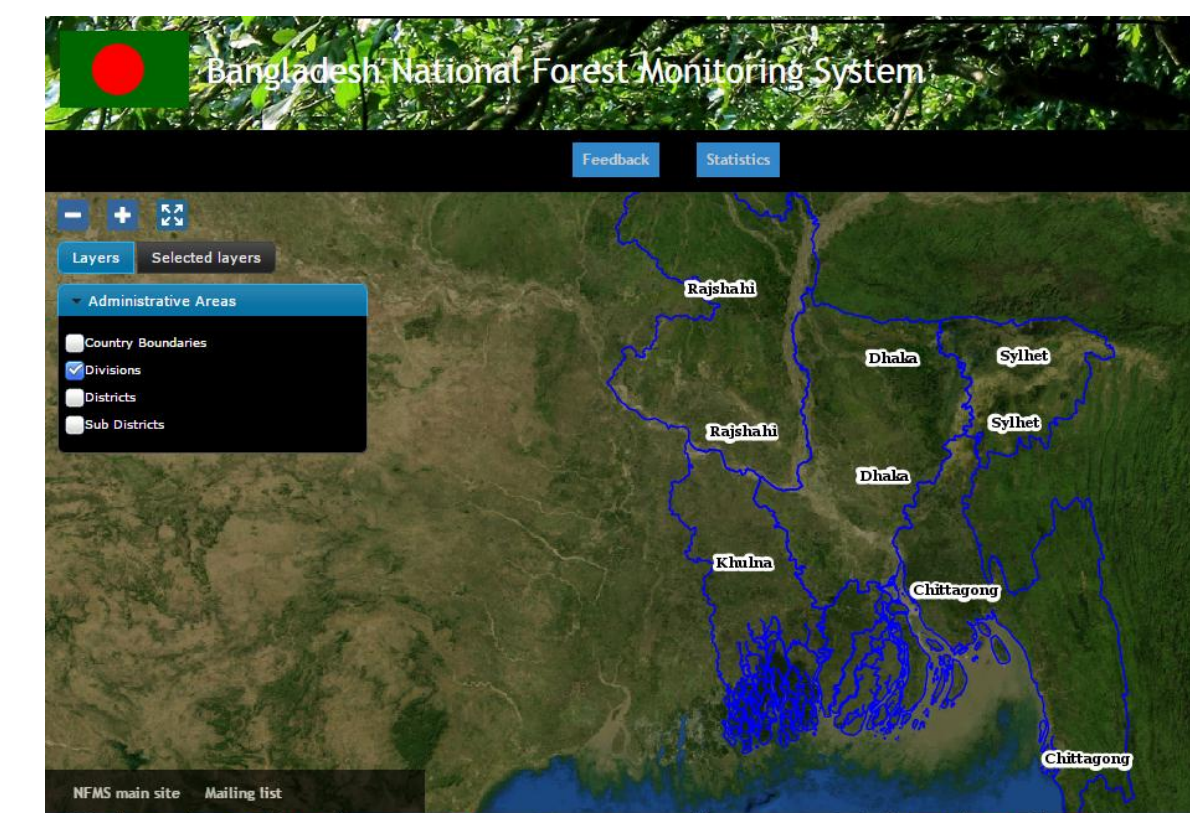 Bangladesh National Forest Monitoring System
Feedback
Statistics
Layers
Selected layers
Administrative Areas
Country Boundaries
Divisions
Districts
Sub Districts
Rajshahi
Dhaka
Sylhet
Sylhet
Rajshahi
Dhaka
Khulna
Chittagong
Chittagong
NFMS main site
Mailing list